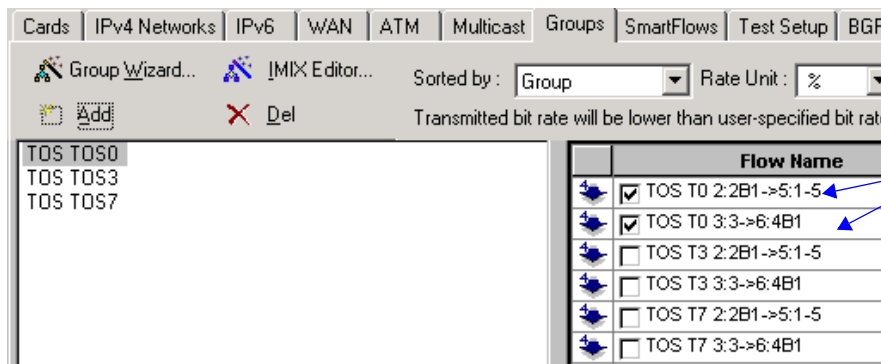 Cards IPv4 Networks IPv6 WAN ATM Multicast Groups SmartFlows Test Setup BGP
Group Wizard... IMIX Editor... Sorted by : Group Rate Unit : %
Add Del Transmitted bit rate will be lower than user-specified bit rat
TOS TOS0
TOS TOS3
TOS TOS7
Flow Name
TOS T0 2:2B1->5:1-5
TOS T0 3:3->6:4B1
TOS T3 2:2B1->5:1-5
TOS T3 3:3->6:4B1
TOS T7 2:2B1->5:1-5
TOS T7 3:3->6:4B1